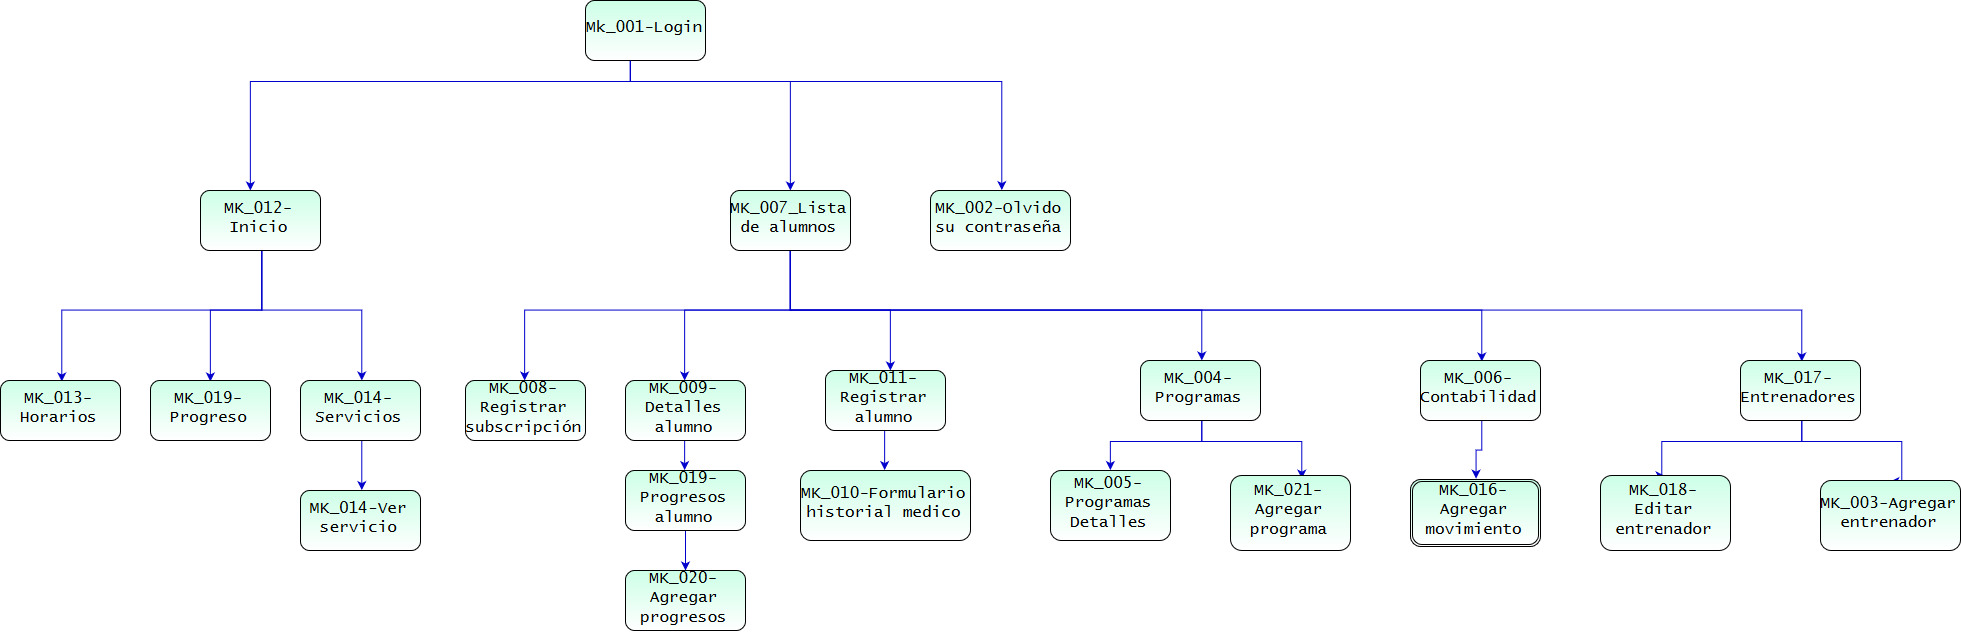 Mk_001-Login
MK_012-
Inicio
MK_007_Lista
de alumnos
MK_002-Olvido
su contraseña
MK_013-
Horarios
MK_019-
Progreso
MK_014-
Servicios
MK_008-
Registrar
subscripción
MK_009-
Detalles
alumno
MK_011-
Registrar
alumno
MK_004-
Programas
MK_006-
Contabilidad
MK_017-
Entrenadores
MK_014-Ver
servicio
MK_019-
Progresos
alumno
MK_010-Formulario
historial medico
MK_005-
Programas
Detalles
MK_021-
Agregar
programa
MK_016-
Agregar
movimiento
MK_018-
Editar
entrenador
MK_003-Agregar
entrenador
MK_020-
Agregar
progresos